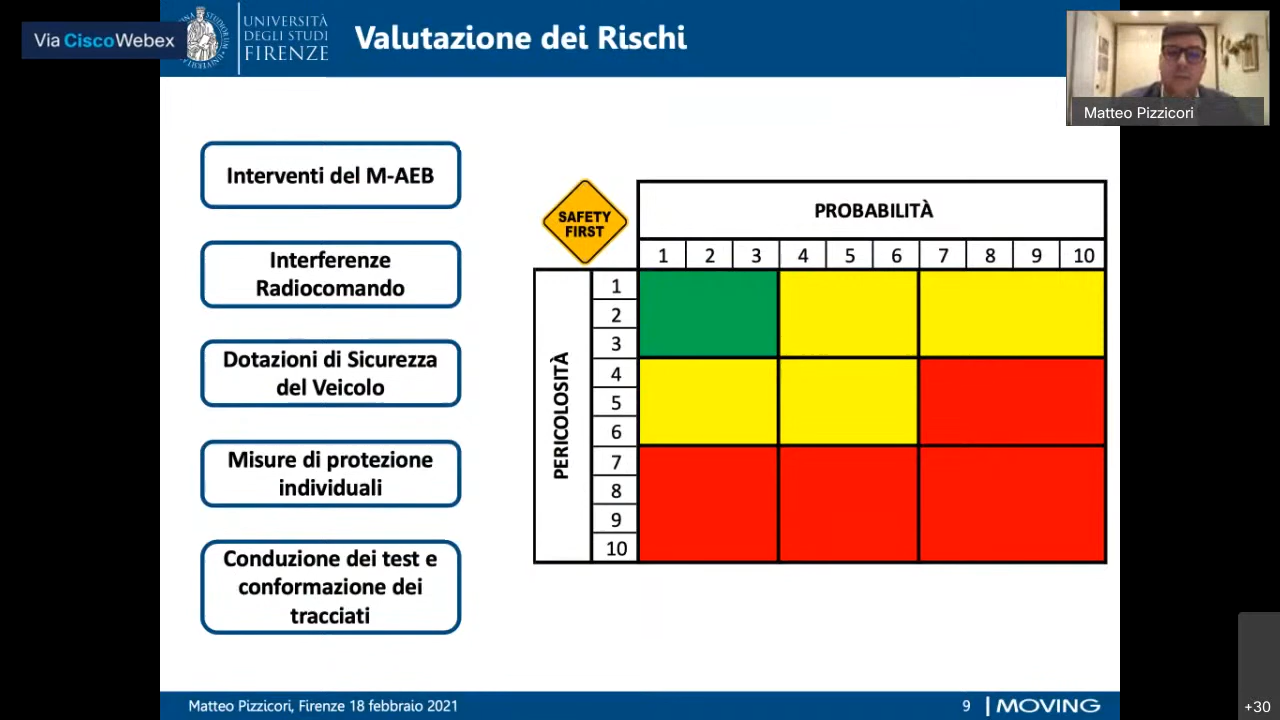 Via CiscoWebex
UNIVERSITÀ
DEGLI STUDI
FIRENZE
Valutazione dei Rischi
Matteo Pizzicori
Interventi del M-AEB
Interferenze
Radiocomando
Dotazioni di Sicurezza
del Veicolo
Misure di protezione
individuali
Conduzione dei test e
conformazione dei
tracciati
SAFETY
FIRST
PROBABILITÀ
1 2 3 4 5 6 7 8 9 10
PERICOLOSITÀ
1
2
3
4
5
6
7
8
9
10
Matteo Pizzicori, Firenze 18 febbraio 2021
9 | MOVING
+30